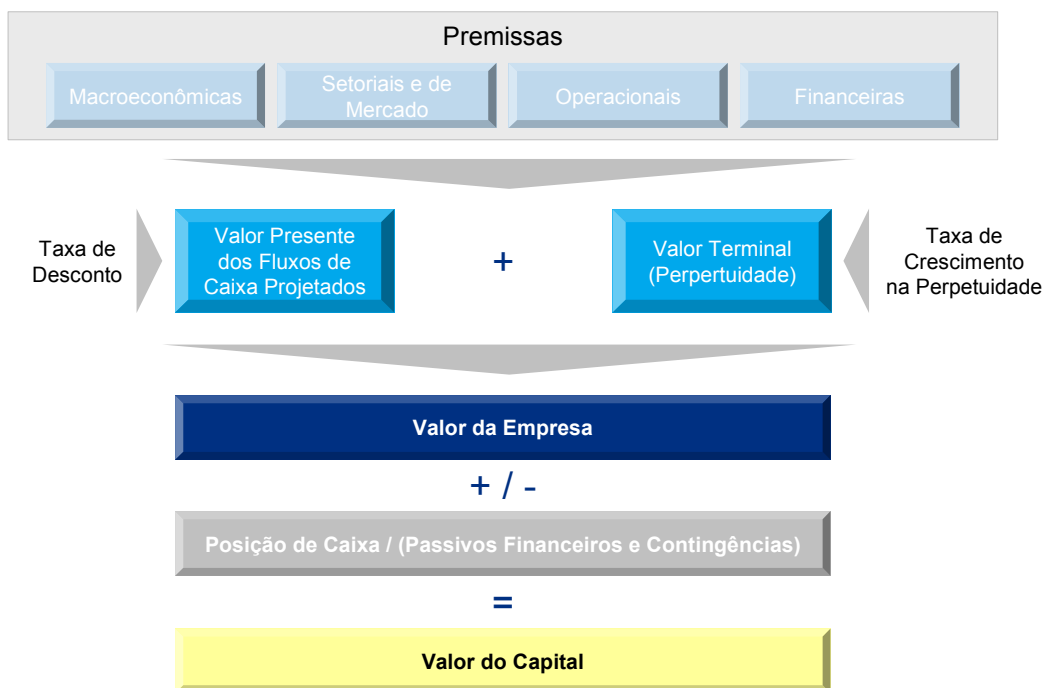 Premissas
Macroeconômicas
Setoriais e de
Mercado
Operacionais
Financeiras
Taxa de
Desconto
Valor Presente
dos Fluxos de
Caixa Projetados
+
Valor Terminal
(Perpertuidade)
Taxa de
Crescimento
na Perpetuidade
Valor da Empresa
+ / -
Posição de Caixa / (Passivos Financeiros e Contingências)
=
Valor do Capital